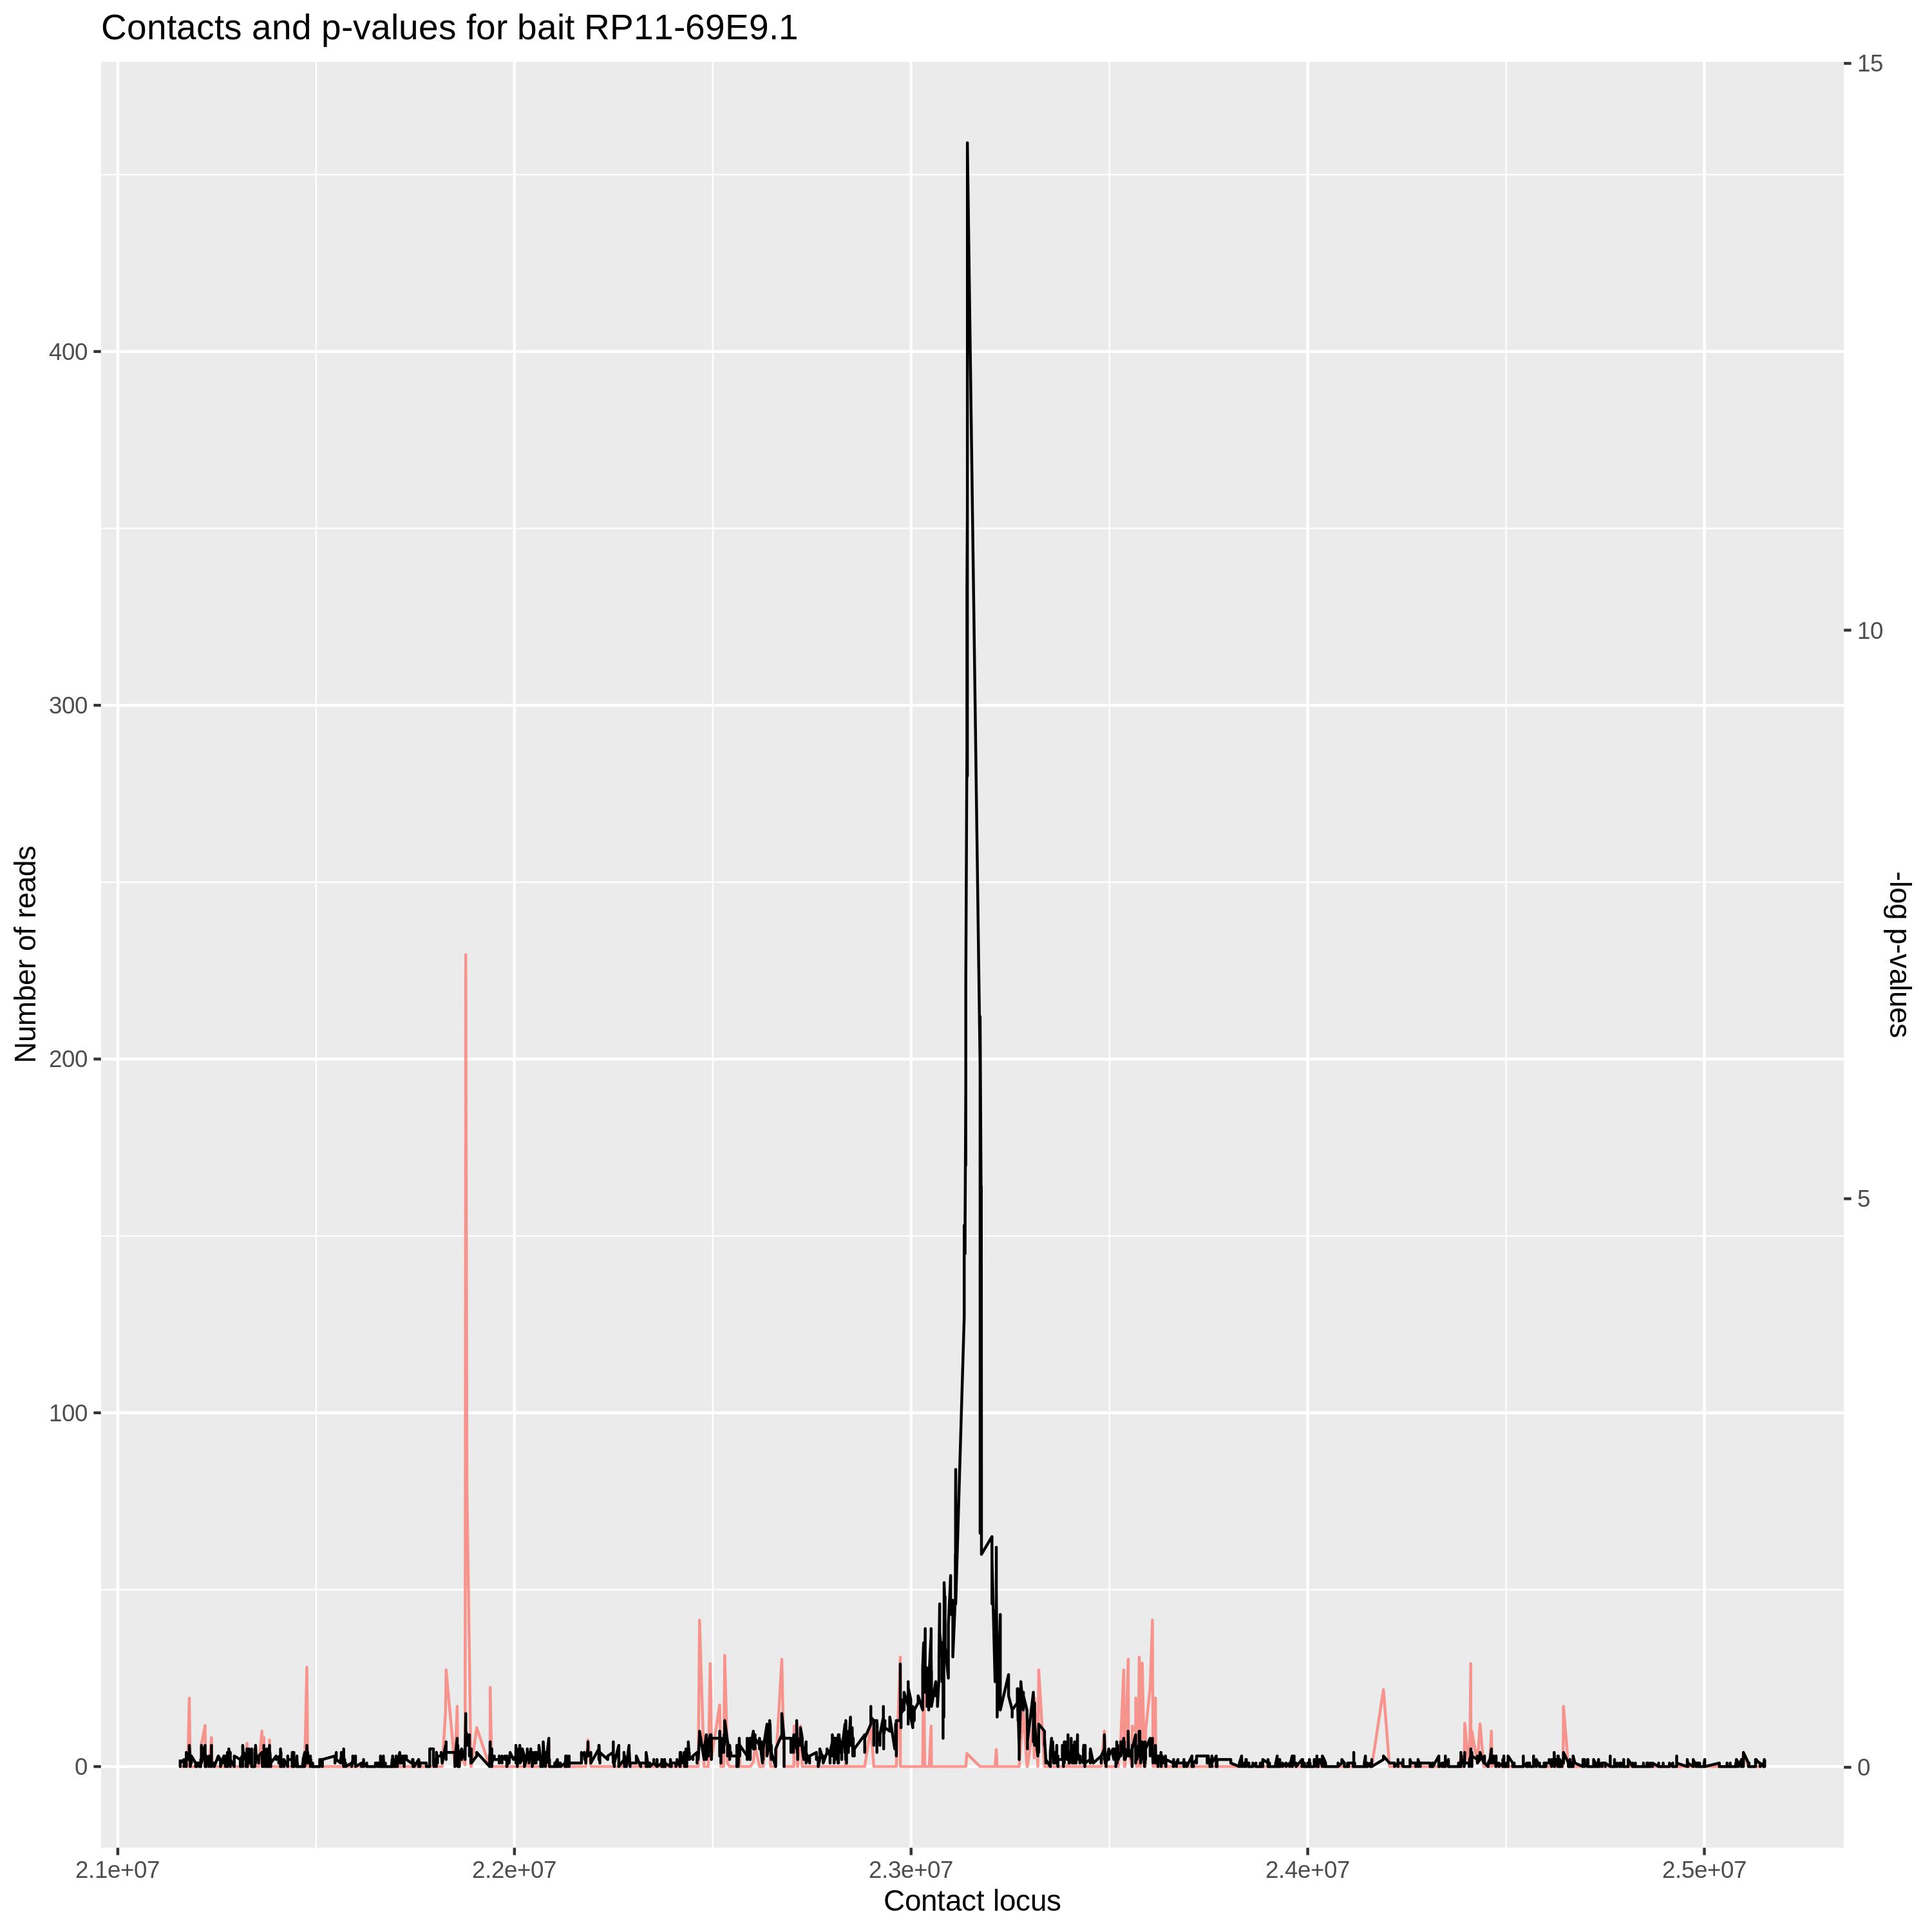 Contacts and p-values for bait RP11-69E9.1
15
400
10
300
Number of reads
-log p-values
200
5
100
0
0
2.1e+07
2.2e+07
2.3e+07
2.4e+07
2.5e+07
Contact locus